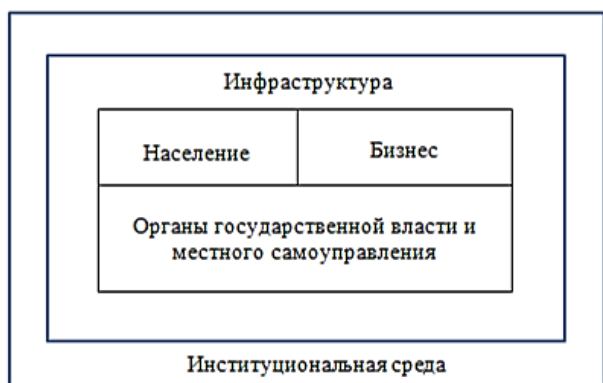 Инфраструктура
Население
Бизнес
Органы государственной власти и
местного самоуправления
Институциональная среда